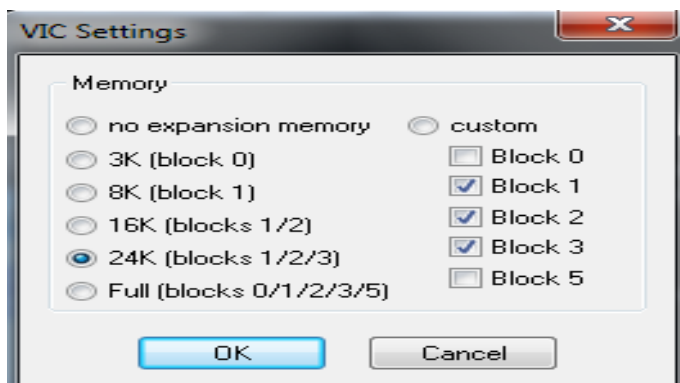 VIC Settings
Memory
no expansion memory
3K (block 0)
8K (block 1)
16K (blocks 1/2)
24K (blocks 1/2/3)
Full (blocks 0/1/2/3/5)
custom
Block 0
Block 1
Block 2
Block 3
Block 5
OK
Cancel